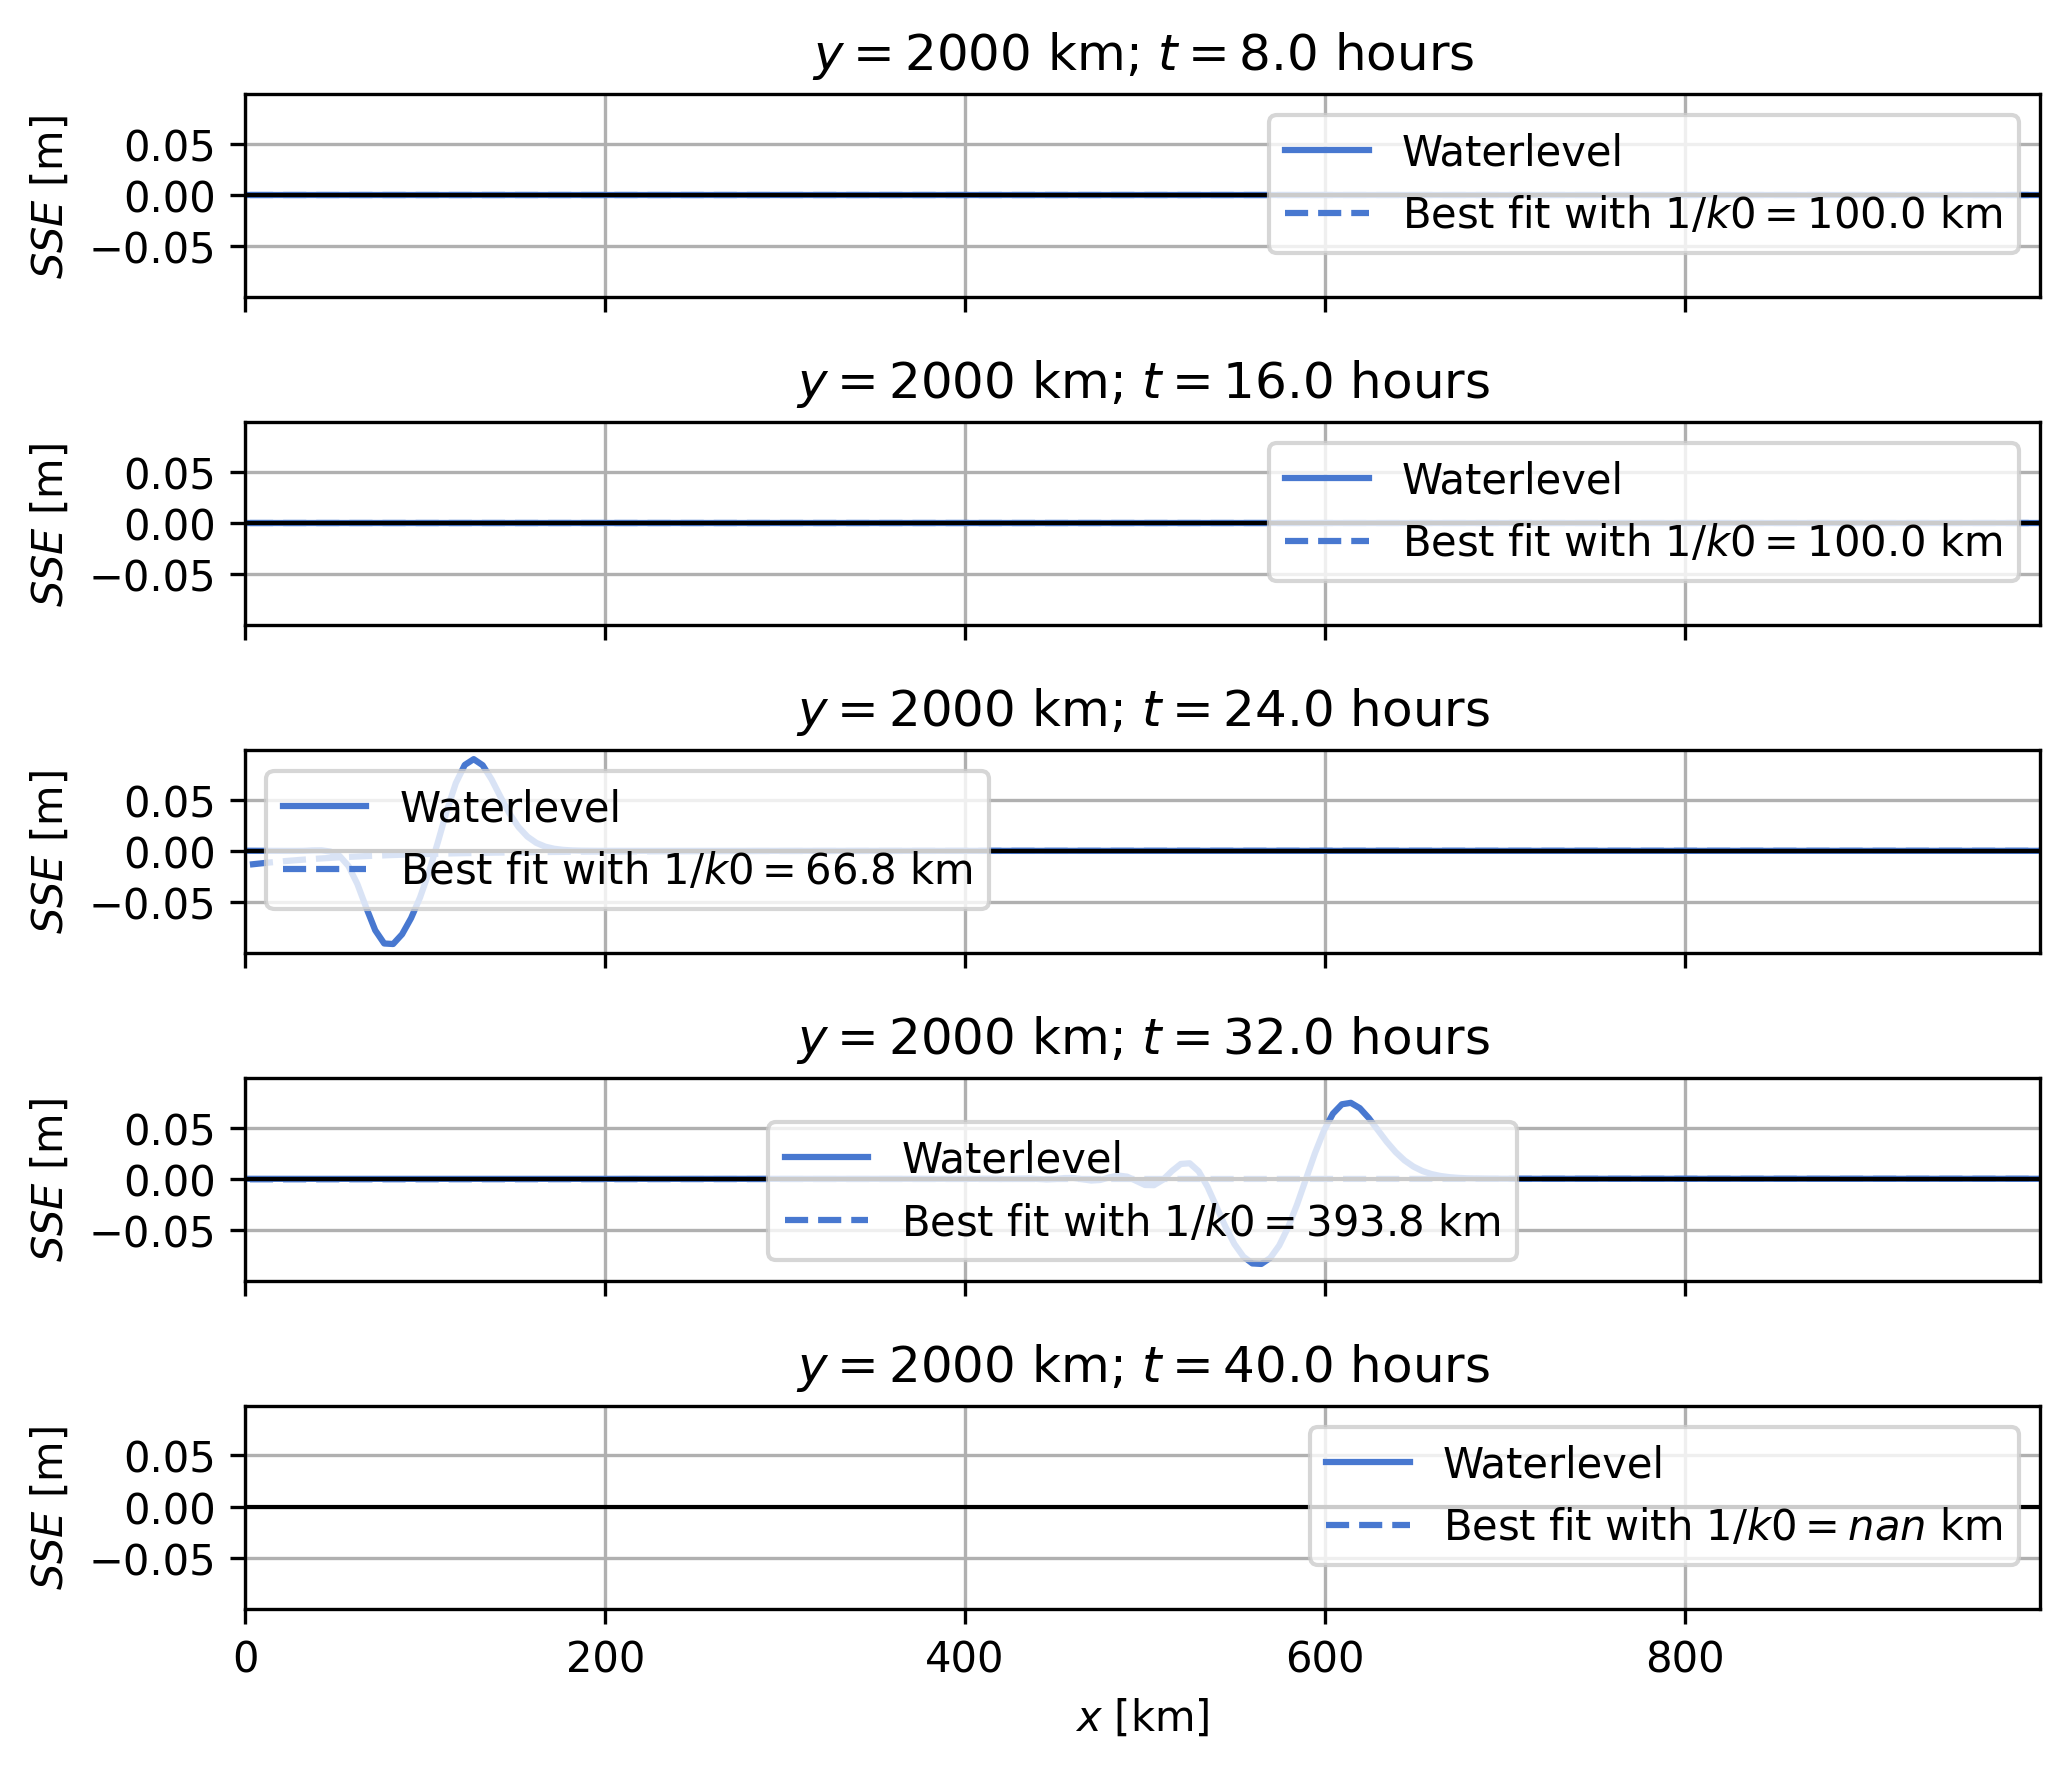 y = 2000 km; t = 8.0 hours
SSE [m]
0.05
0.00
−0.05
Waterlevel
Best fit with 1/k0 = 100.0 km
y = 2000 km; t = 16.0 hours
SSE [m]
0.05
0.00
−0.05
Waterlevel
Best fit with 1/k0 = 100.0 km
y = 2000 km; t = 24.0 hours
SSE [m]
0.05
0.00
−0.05
Waterlevel
Best fit with 1/k0 = 66.8 km
y = 2000 km; t = 32.0 hours
SSE [m]
0.05
0.00
−0.05
Waterlevel
Best fit with 1/k0 = 393.8 km
y = 2000 km; t = 40.0 hours
SSE [m]
0.05
0.00
−0.05
Waterlevel
Best fit with 1/k0 = nan km
0 200 400 600 800
x [km]